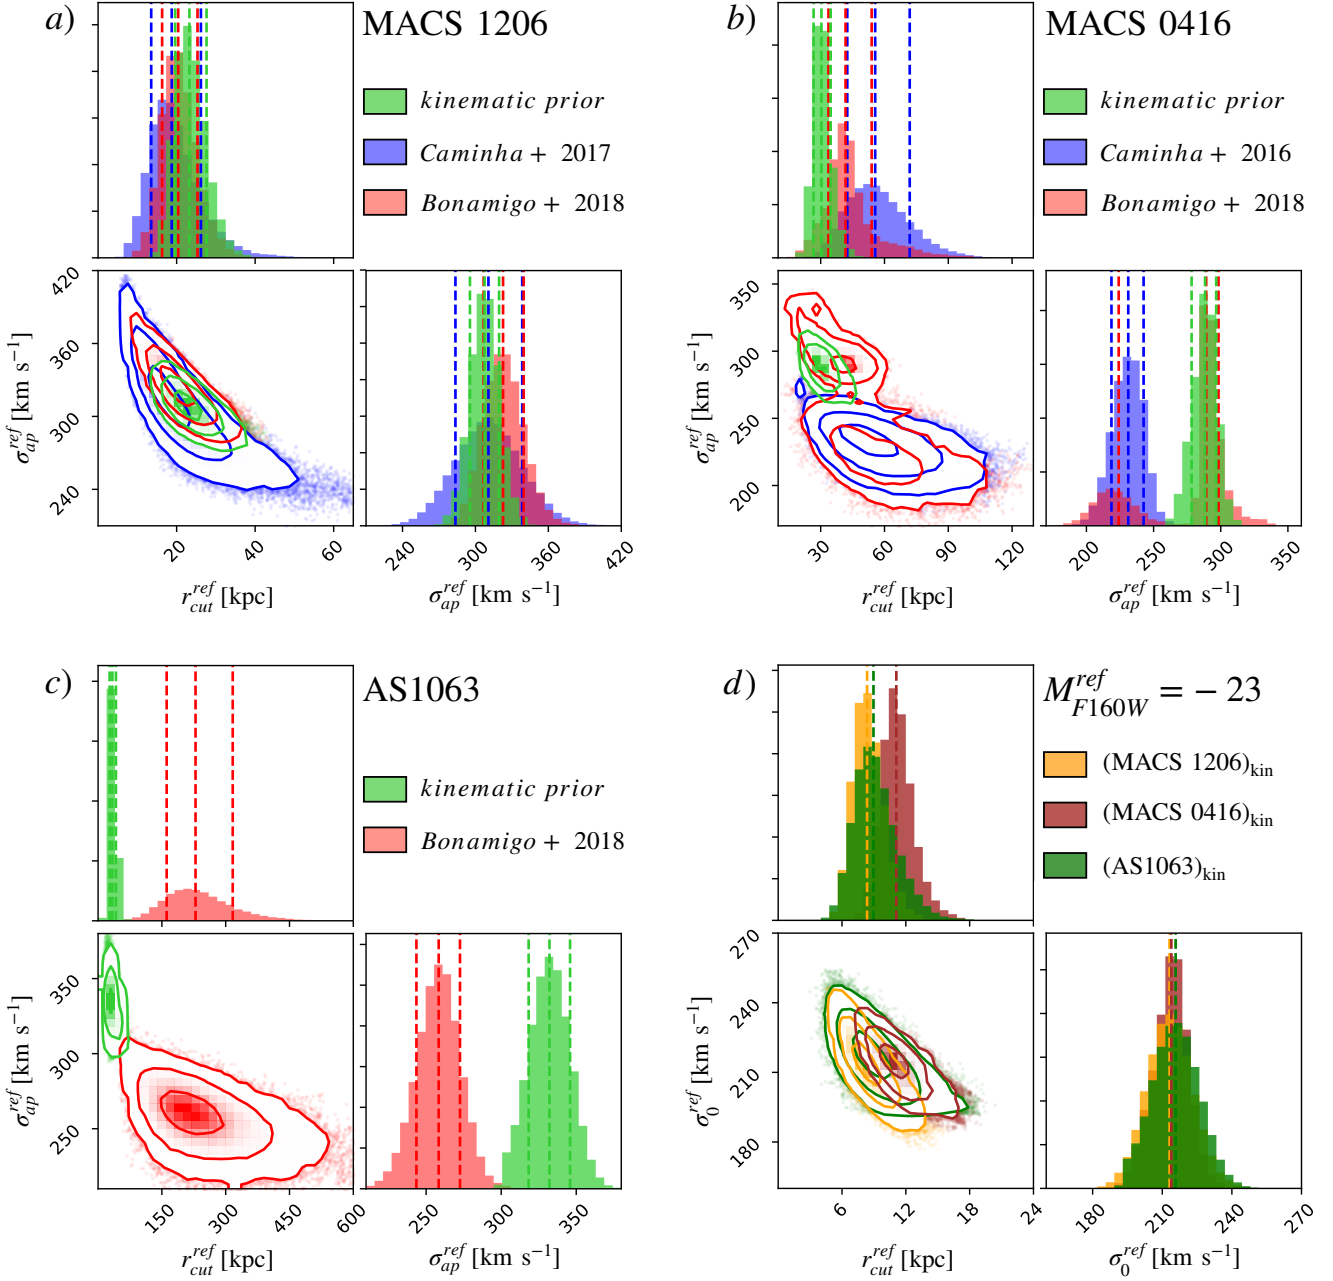 a)
MACS 1206
kinematic prior
Caminha + 2017
Bonamigo + 2018
420
360
300
240
σ_ap^ref [km s⁻¹]
20
40
60
r_cut^ref [kpc]
240
300
360
420
σ_ap^ref [km s⁻¹]
b)
MACS 0416
kinematic prior
Caminha + 2016
Bonamigo + 2018
350
300
250
200
σ_ap^ref [km s⁻¹]
30
60
90
120
r_cut^ref [kpc]
200
250
300
350
σ_ap^ref [km s⁻¹]
c)
AS1063
kinematic prior
Bonamigo + 2018
350
300
250
σ_ap^ref [km s⁻¹]
150
300
450
600
r_cut^ref [kpc]
250
300
350
σ_ap^ref [km s⁻¹]
d)
M_F160W^ref = − 23
(MACS 1206)_kin
(MACS 0416)_kin
(AS1063)_kin
270
240
210
180
σ_0^ref [km s⁻¹]
6
12
18
24
r_cut^ref [kpc]
180
210
240
270
σ_0^ref [km s⁻¹]